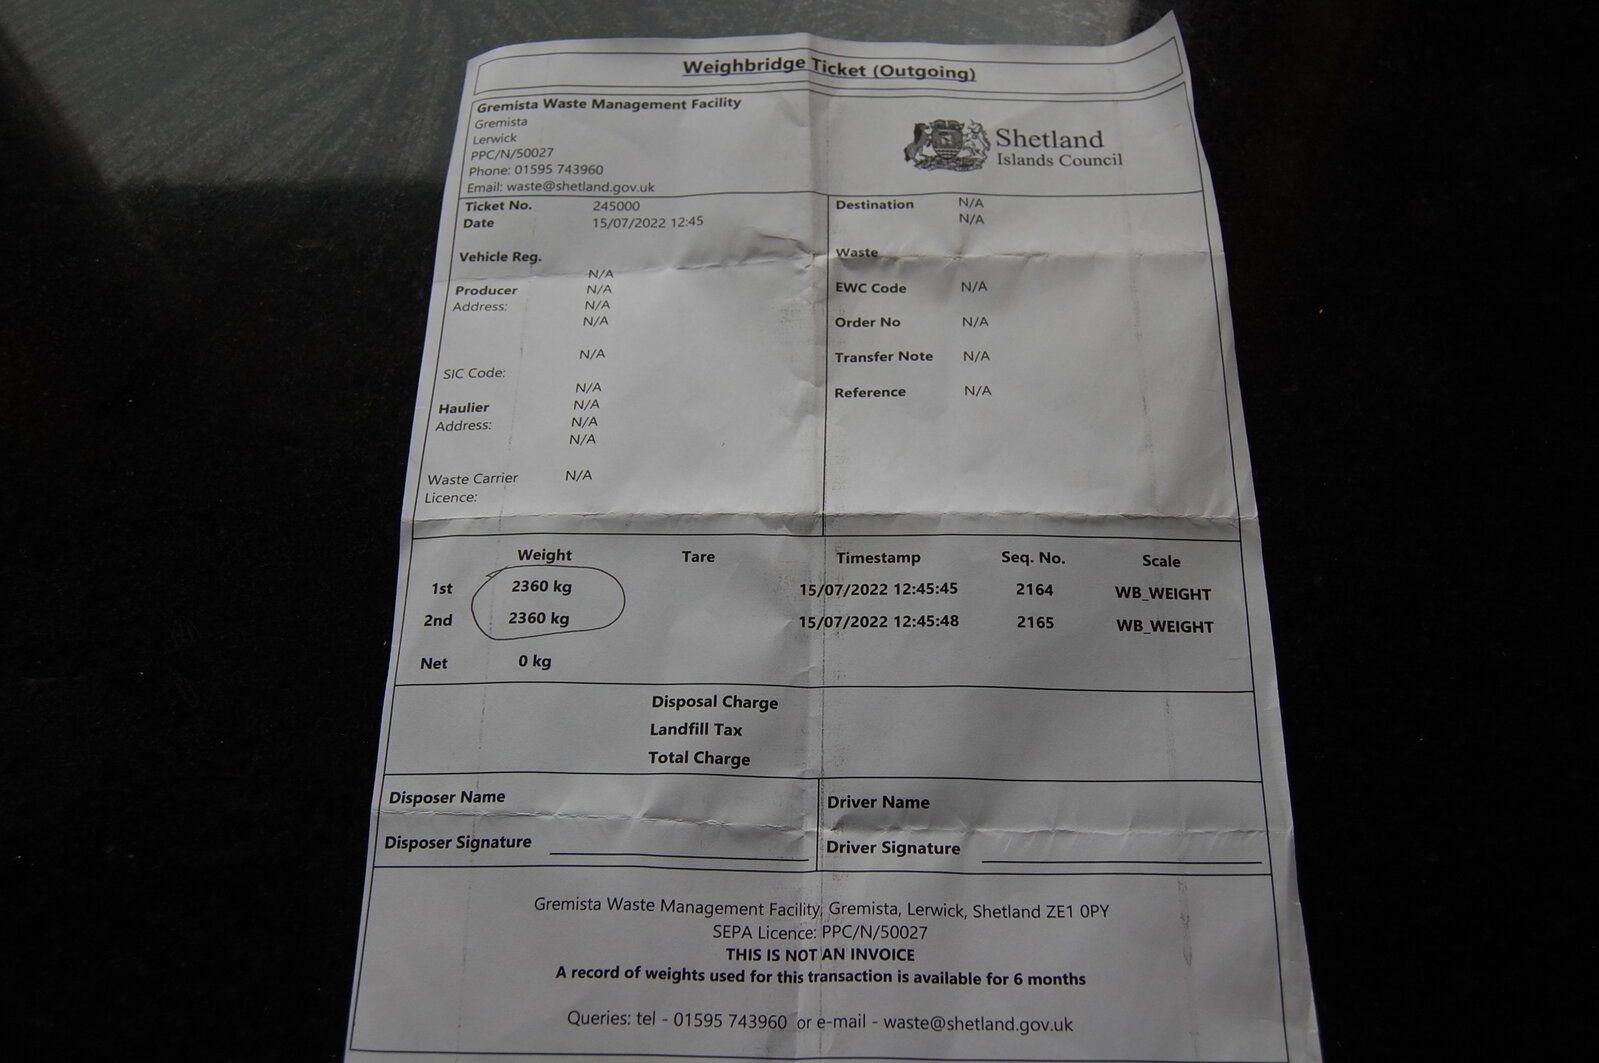 Weighbridge Ticket (Outgoing)
Gremista Waste Management Facility
Gremista
Lerwick
PPC/N/50027
Phone: 01595 743960
Email: waste@shetland.gov.uk
Shetland
Islands Council
Ticket No. 245000
Date 15/07/2022 12:45
Vehicle Reg.
N/A
Producer N/A
Address: N/A
N/A
N/A
SIC Code:
N/A
Haulier N/A
Address: N/A
N/A
Waste Carrier N/A
Licence:
Destination N/A
N/A
Waste
EWC Code N/A
Order No N/A
Transfer Note N/A
Reference N/A
Weight Tare Timestamp Seq. No. Scale
1st 2360 kg 15/07/2022 12:45:45 2164 WB_WEIGHT
2nd 2360 kg 15/07/2022 12:45:48 2165 WB_WEIGHT
Net 0 kg
Disposal Charge
Landfill Tax
Total Charge
Disposer Name
Disposer Signature
Driver Name
Driver Signature
Gremista Waste Management Facility, Gremista, Lerwick, Shetland ZE1 0PY
SEPA Licence: PPC/N/50027
THIS IS NOT AN INVOICE
A record of weights used for this transaction is available for 6 months
Queries: tel - 01595 743960 or e-mail - waste@shetland.gov.uk